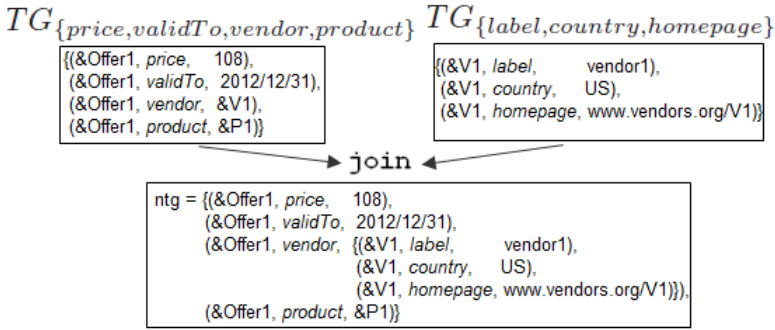 TG{price,validTo,vendor,product} TG{label,country,homepage}
{(&Offer1, price, 108),
(&Offer1, validTo, 2012/12/31),
(&Offer1, vendor, &V1),
(&Offer1, product, &P1)}
{(&V1, label, vendor1),
(&V1, country, US),
(&V1, homepage, www.vendors.org/V1)}
join
ntg = {(&Offer1, price, 108),
(&Offer1, validTo, 2012/12/31),
(&Offer1, vendor, {(&V1, label, vendor1),
(&V1, country, US),
(&V1, homepage, www.vendors.org/V1)}),
(&Offer1, product, &P1)}